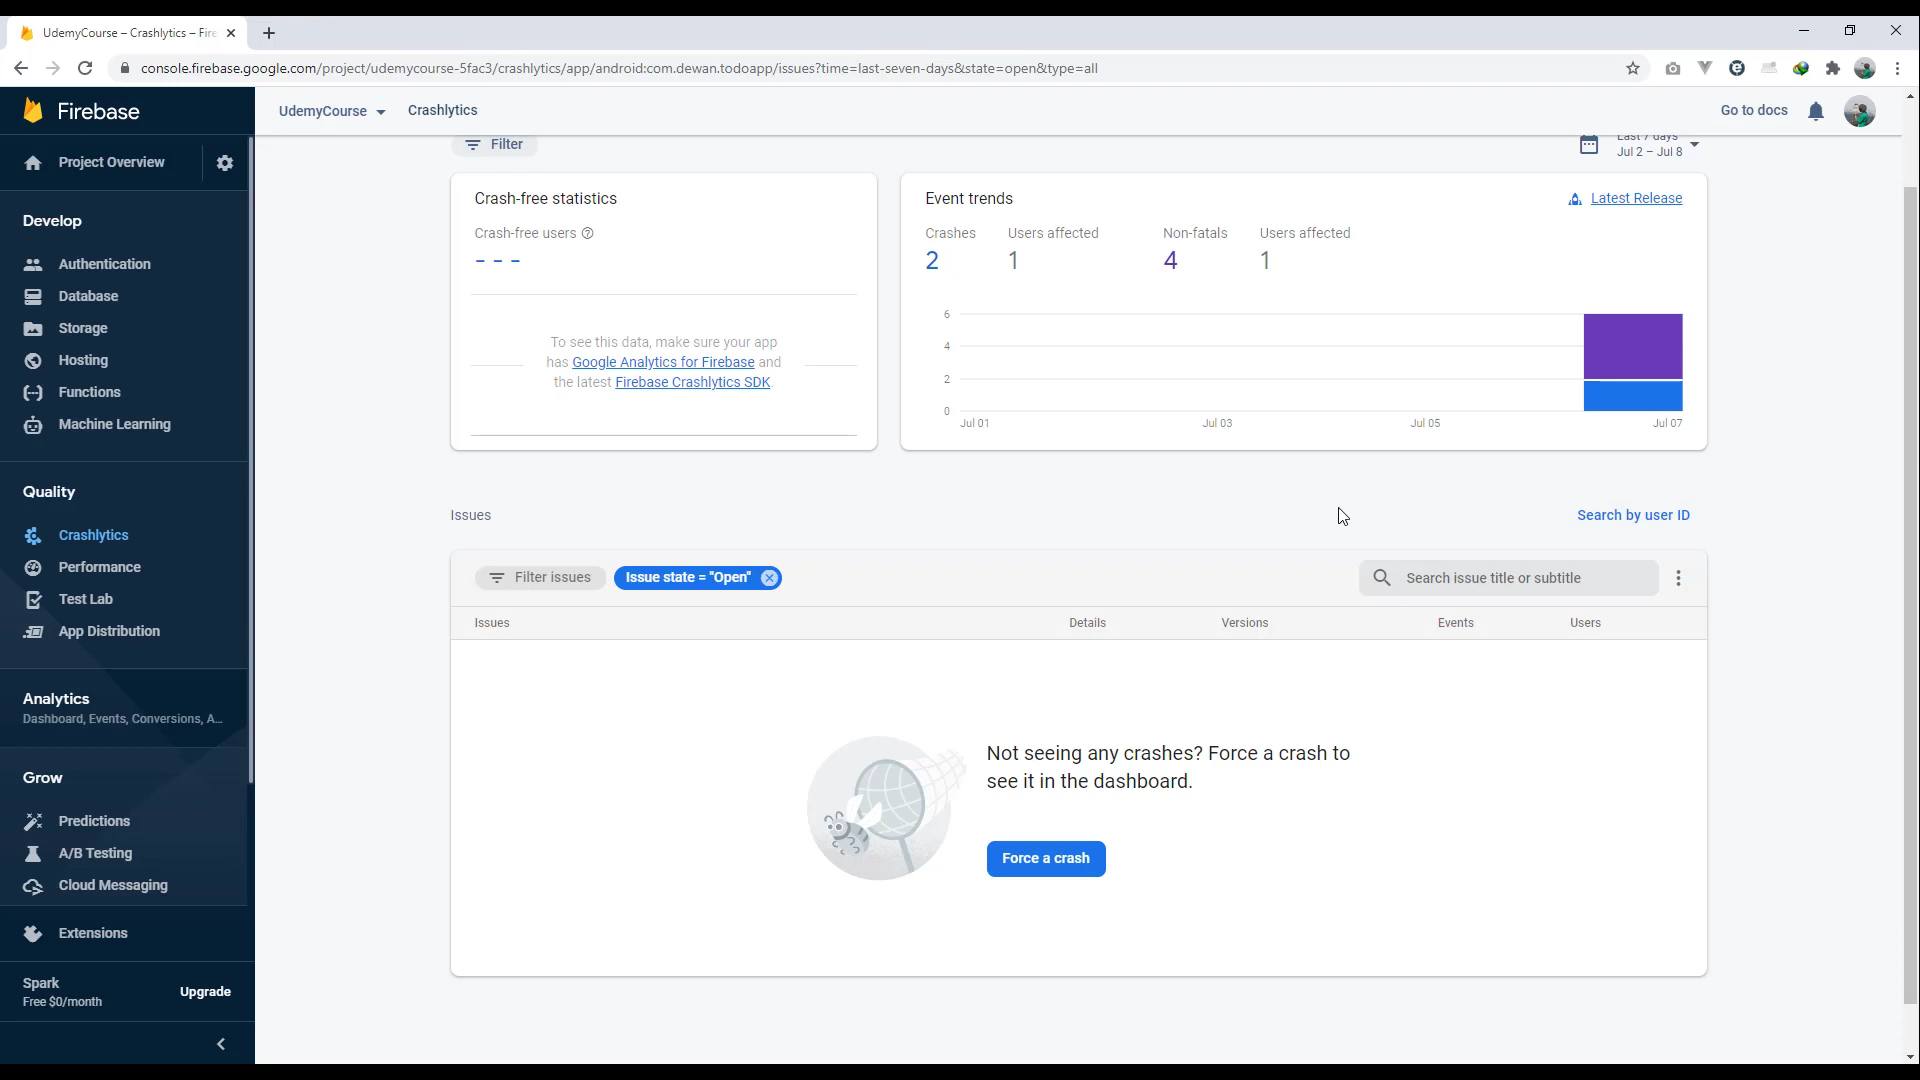 UdemyCourse – Crashlytics – Fire
console.firebase.google.com/project/udemycourse-5fac3/crashlytics/app/android:com.dewan.todoapp/issues?time=last-seven-days&state=open&type=all
Firebase
UdemyCourse
Crashlytics
Go to docs
Project Overview
Filter
Last 7 days
Jul 2 – Jul 8
Develop
Authentication
Database
Storage
Hosting
Functions
Machine Learning
Quality
Crashlytics
Performance
Test Lab
App Distribution
Analytics
Dashboard, Events, Conversions, A...
Grow
Predictions
A/B Testing
Cloud Messaging
Extensions
Spark
Free $0/month
Upgrade
Crash-free statistics
Crash-free users
- - -
To see this data, make sure your app
has Google Analytics for Firebase and
the latest Firebase Crashlytics SDK.
Event trends
Latest Release
Crashes
Users affected
Non-fatals
Users affected
2
1
4
1
6
4
2
0
Jul 01
Jul 03
Jul 05
Jul 07
Issues
Search by user ID
Filter issues
Issue state = "Open"
Search issue title or subtitle
Issues
Details
Versions
Events
Users
Not seeing any crashes? Force a crash to
see it in the dashboard.
Force a crash